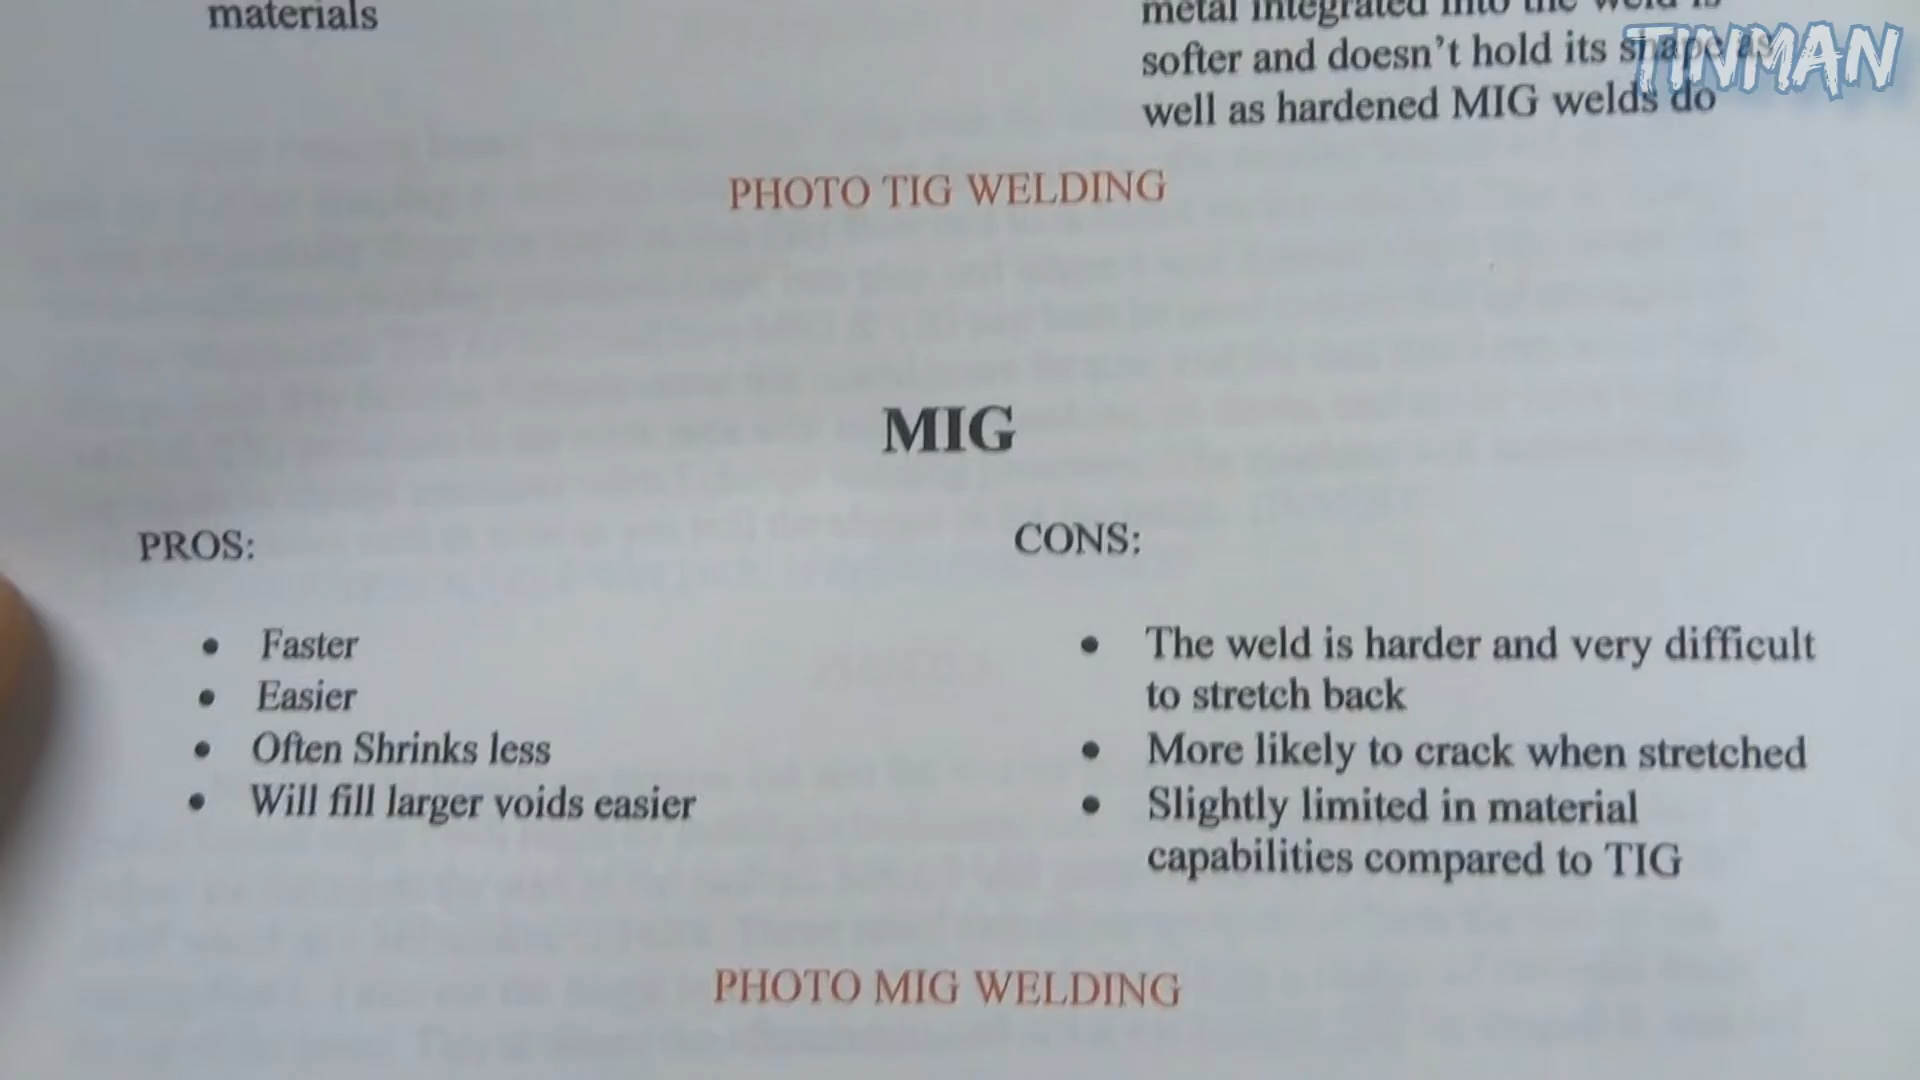 materials
metal integrated into the weld is
softer and doesn't hold its shape as
well as hardened MIG welds do
TINMAN
PHOTO TIG WELDING
MIG
PROS:
• Faster
• Easier
• Often Shrinks less
• Will fill larger voids easier
CONS:
• The weld is harder and very difficult
to stretch back
• More likely to crack when stretched
• Slightly limited in material
capabilities compared to TIG
PHOTO MIG WELDING